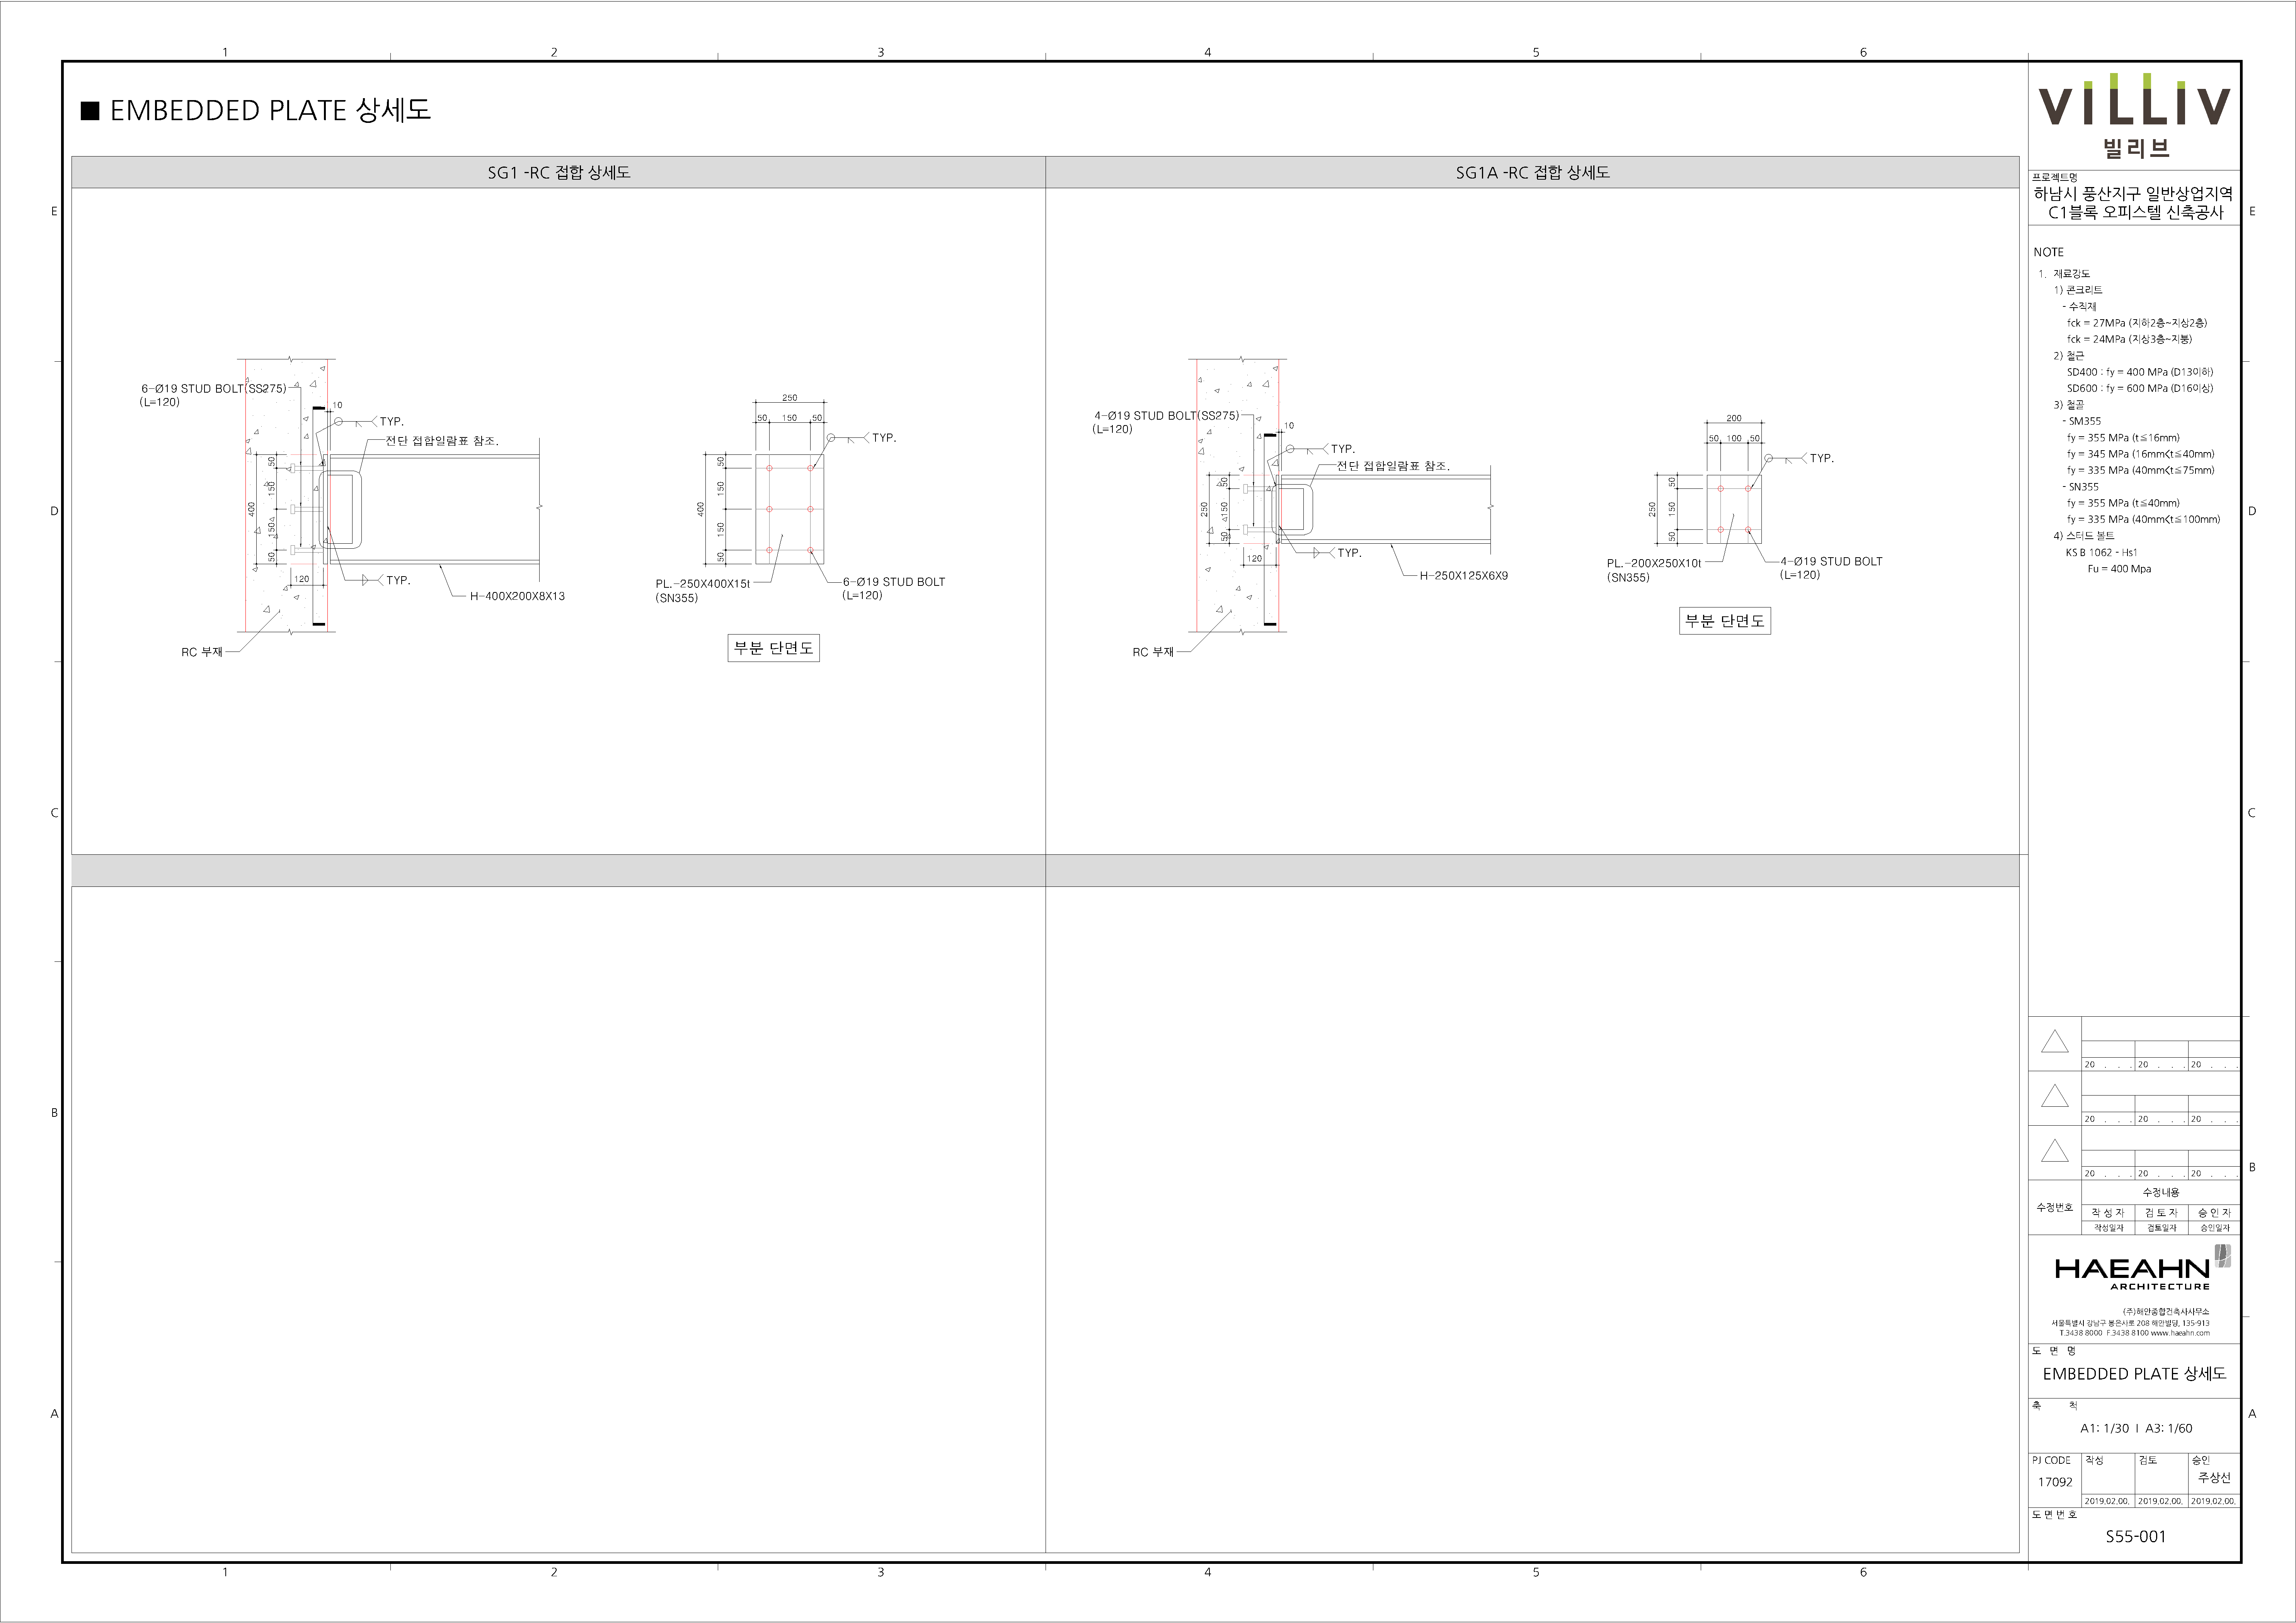 1 2 3 4 5 6
■ EMBEDDED PLATE 상세도
SG1 -RC 접합 상세도
6-Ø19 STUD BOLT(SS275)
(L=120)
10
TYP.
전단 접합일람표 참조.
50
150
150
50
400
120
TYP.
H-400X200X8X13
RC 부재
250
50 150 50
TYP.
50
150
150
50
400
PL.-250X400X15t
(SN355)
6-Ø19 STUD BOLT
(L=120)
부분 단면도
SG1A -RC 접합 상세도
4-Ø19 STUD BOLT(SS275)
(L=120)
10
TYP.
전단 접합일람표 참조.
50
150
50
250
120
TYP.
H-250X125X6X9
RC 부재
200
50 100 50
TYP.
50
150
50
250
PL.-200X250X10t
(SN355)
4-Ø19 STUD BOLT
(L=120)
부분 단면도
E
D
C
B
A
E
D
C
B
A
1 2 3 4 5 6
VILLIV
빌리브
프로젝트명
하남시 풍산지구 일반상업지역
C1블록 오피스텔 신축공사
NOTE
1. 재료강도
1) 콘크리트
- 수직재
fck = 27MPa (지하2층~지상2층)
fck = 24MPa (지상3층~지붕)
2) 철근
SD400 : fy = 400 MPa (D13이하)
SD600 : fy = 600 MPa (D16이상)
3) 철골
- SM355
fy = 355 MPa (t≦16mm)
fy = 345 MPa (16mm<t≦40mm)
fy = 335 MPa (40mm<t≦75mm)
- SN355
fy = 355 MPa (t≦40mm)
fy = 335 MPa (40mm<t≦100mm)
4) 스터드 볼트
KS B 1062 - Hs1
Fu = 400 Mpa
20 . . . 20 . . . 20 . . .
20 . . . 20 . . . 20 . . .
20 . . . 20 . . . 20 . . .
수정번호
수정내용
작 성 자 검 토 자 승 인 자
작성일자 검토일자 승인일자
HAEAHN
ARCHITECTURE
(주)해안종합건축사사무소
서울특별시 강남구 봉은사로 208 해안빌딩, 135-913
T.3438 8000 F.3438 8100 www.haeahn.com
도 면 명
EMBEDDED PLATE 상세도
축 척
A1: 1/30 I A3: 1/60
PJ CODE 작성 검토 승인
17092 주상선
2019.02.00. 2019.02.00. 2019.02.00.
도 면 번 호
S55-001